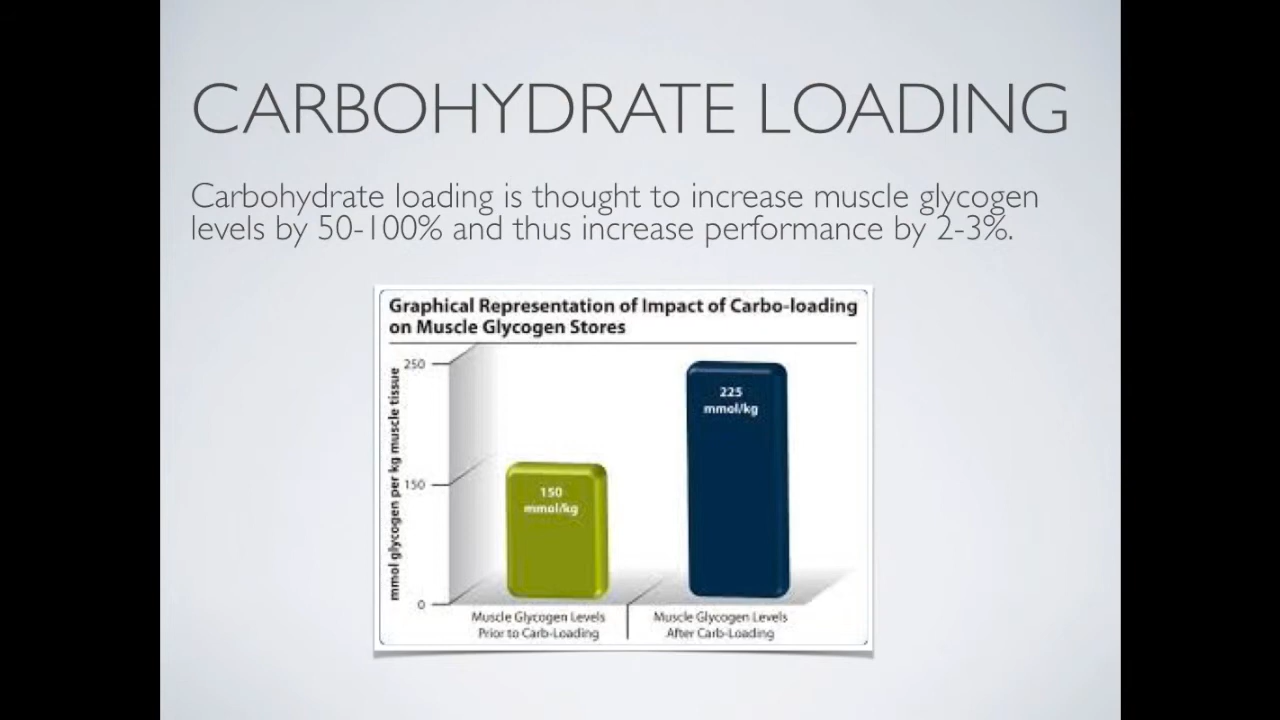 CARBOHYDRATE LOADING
Carbohydrate loading is thought to increase muscle glycogen
levels by 50-100% and thus increase performance by 2-3%.
Graphical Representation of Impact of Carbo-loading
on Muscle Glycogen Stores
mmol glycogen per kg muscle tissue
250
150
0
150
mmol/kg
225
mmol/kg
Muscle Glycogen Levels
Prior to Carb-Loading
Muscle Glycogen Levels
After Carb-Loading